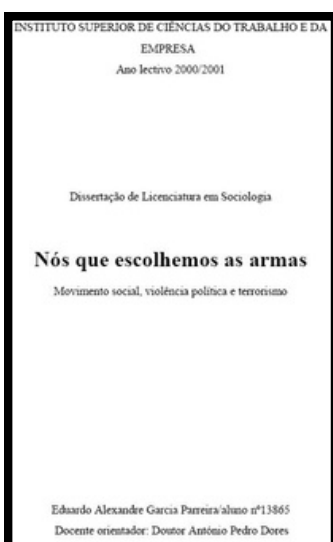 INSTITUTO SUPERIOR DE CIÊNCIAS DO TRABALHO E DA
EMPRESA
Ano lectivo 2000/2001
Dissertação de Licenciatura em Sociologia
Nós que escolhemos as armas
Movimento social, violência política e terrorismo
Eduardo Alexandre Garcia Parreira/aluno nº13865
Docente orientador: Doutor António Pedro Dores